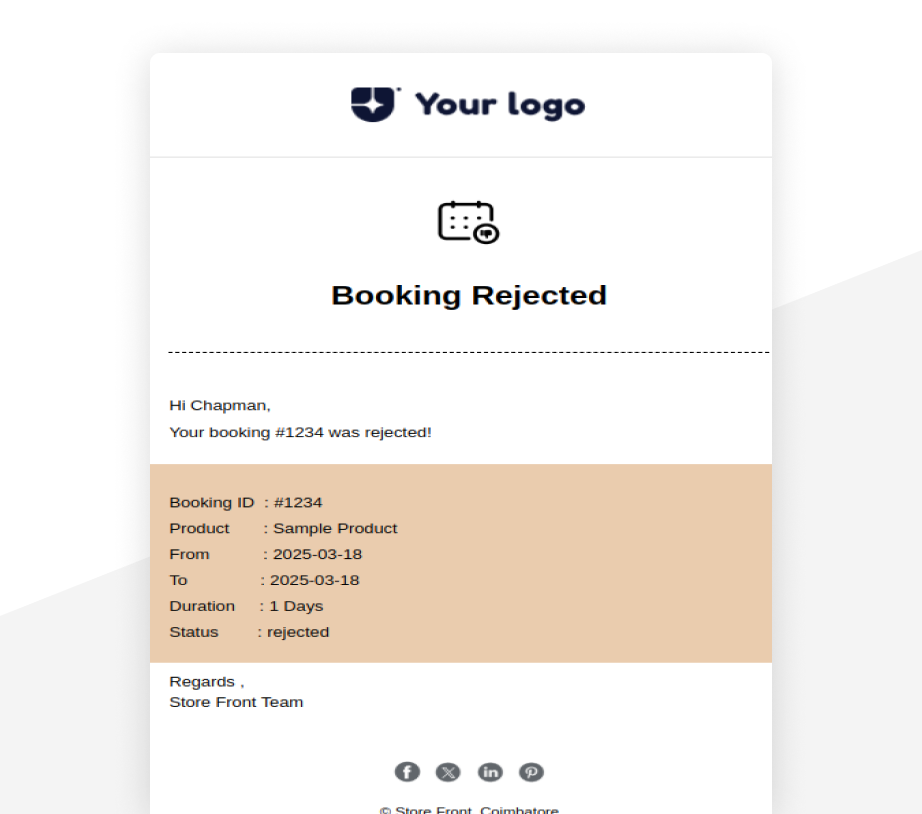 Your logo
Booking Rejected
Hi Chapman,
Your booking #1234 was rejected!
Booking ID : #1234
Product : Sample Product
From : 2025-03-18
To : 2025-03-18
Duration : 1 Days
Status : rejected
Regards ,
Store Front Team
© Store Front, Coimbatore